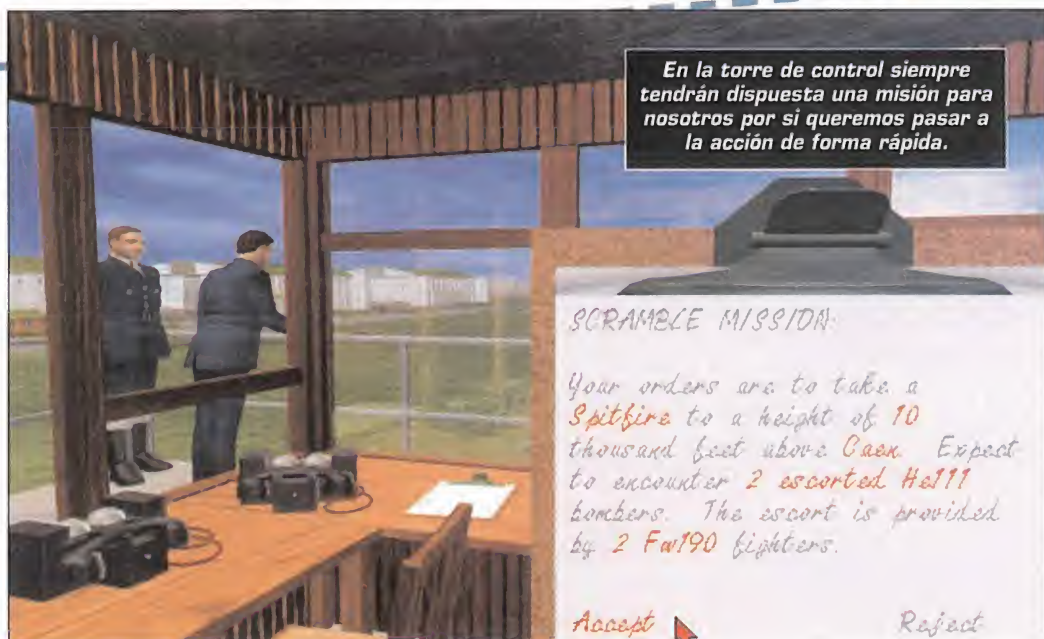 En la torre de control siempre
tendrán dispuesta una misión para
nosotros por si queremos pasar a
la acción de forma rápida.
SCRAMBLE MISSION:
Your orders are to take a
Spitfire to a height of 10
thousand feet above Caen. Expect
to encounter 2 escorted He111
bombers. The escort is provided
by 2 Fw190 fighters.
Accept Reject